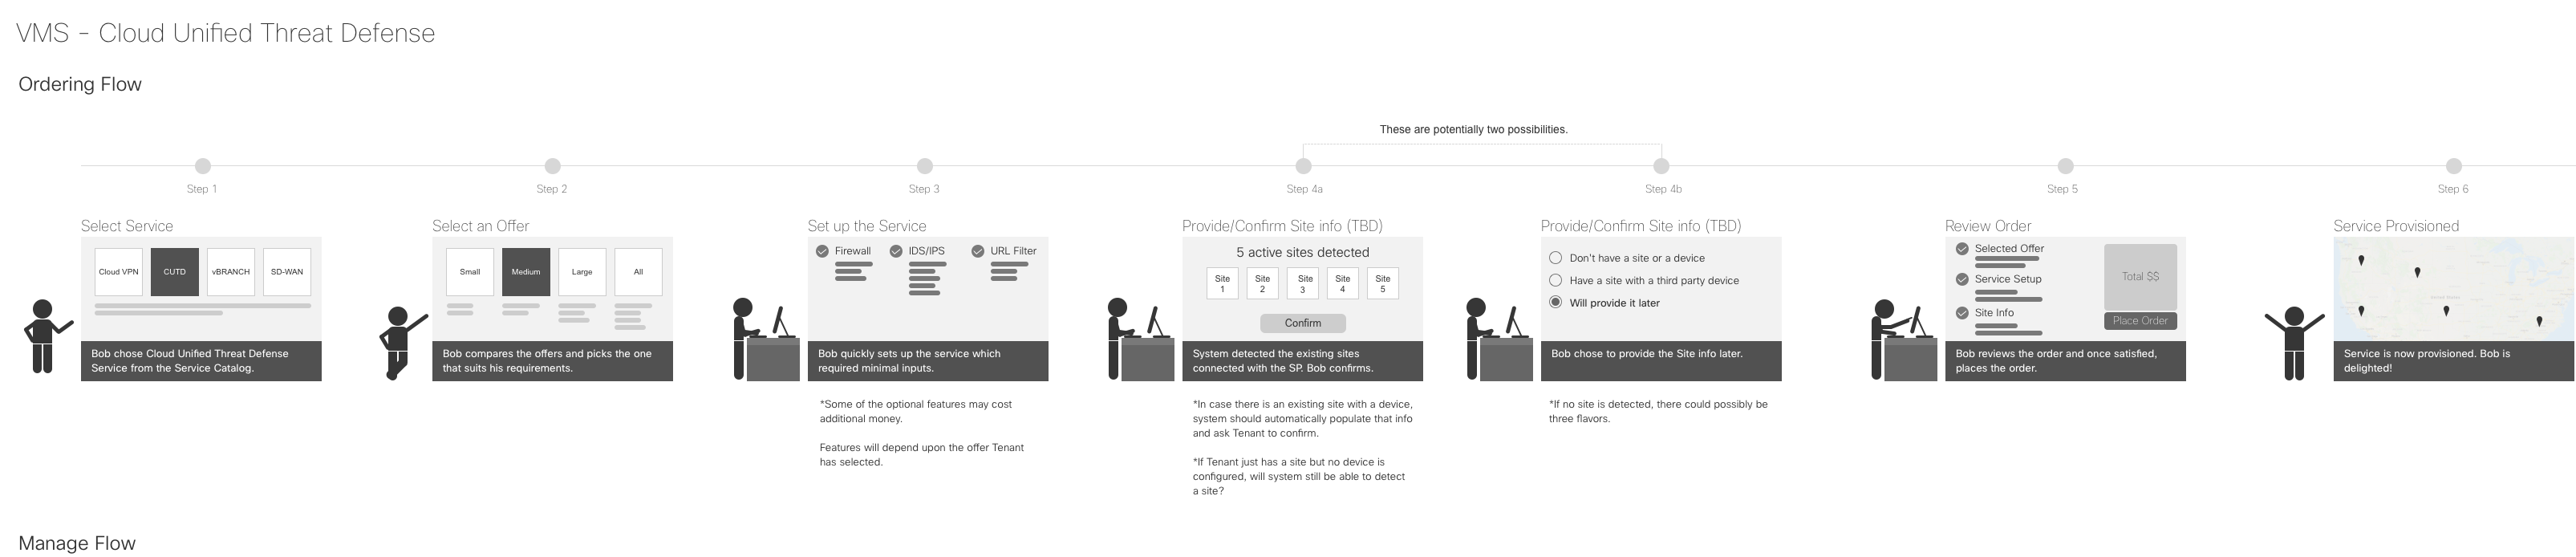 VMS - Cloud Unified Threat Defense
Ordering Flow
These are potentially two possibilities.
Step 1
Step 2
Step 3
Step 4a
Step 4b
Step 5
Step 6
Select Service
Cloud VPN
CUTD
vBRANCH
SD-WAN
Bob chose Cloud Unified Threat Defense
Service from the Service Catalog.
Select an Offer
Small
Medium
Large
All
Bob compares the offers and picks the one
that suits his requirements.
Set up the Service
Firewall
IDS/IPS
URL Filter
Bob quickly sets up the service which
required minimal inputs.
*Some of the optional features may cost
additional money.
Features will depend upon the offer Tenant
has selected.
Provide/Confirm Site info (TBD)
5 active sites detected
Site
1
Site
2
Site
3
Site
4
Site
5
Confirm
System detected the existing sites
connected with the SP. Bob confirms.
*In case there is an existing site with a device,
system should automatically populate that info
and ask Tenant to confirm.
*If Tenant just has a site but no device is
configured, will system still be able to detect
a site?
Provide/Confirm Site info (TBD)
Don't have a site or a device
Have a site with a third party device
Will provide it later
Bob chose to provide the Site info later.
*If no site is detected, there could possibly be
three flavors.
Review Order
Selected Offer
Service Setup
Site Info
Total $$
Place Order
Bob reviews the order and once satisfied,
places the order.
Service Provisioned
Service is now provisioned. Bob is
delighted!
Manage Flow